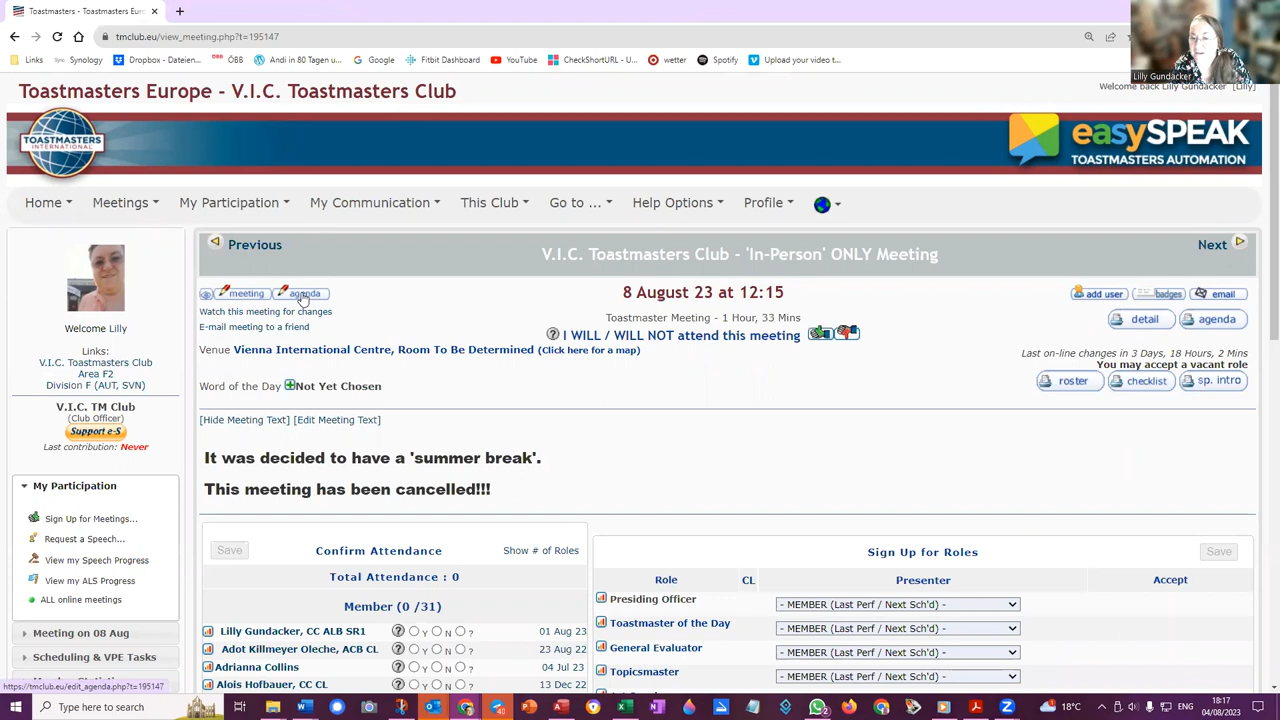 Toastmasters - Toastmasters Eur
tmclub.eu/view_meeting.php?t=195147
Links
Synology
Dropbox - Dateien...
ÖBB
Andi in 80 Tagen u...
Google
Fitbit Dashboard
YouTube
CheckShortURL - U...
wetter
Spotify
Upload your video t...
Lilly Gundacker
Toastmasters Europe - V.I.C. Toastmasters Club
Welcome back Lilly Gundacker [Lilly]
TOASTMASTERS
INTERNATIONAL
easySPEAK
TOASTMASTERS AUTOMATION
Home
Meetings
My Participation
My Communication
This Club
Go to ...
Help Options
Profile
Previous
V.I.C. Toastmasters Club - 'In-Person' ONLY Meeting
Next
meeting
agenda
8 August 23 at 12:15
add user
badges
email
Watch this meeting for changes
Toastmaster Meeting - 1 Hour, 33 Mins
detail
agenda
E-mail meeting to a friend
I WILL / WILL NOT attend this meeting
Venue Vienna International Centre, Room To Be Determined (Click here for a map)
Last on-line changes in 3 Days, 18 Hours, 2 Mins
You may accept a vacant role
roster
checklist
sp. intro
Word of the Day Not Yet Chosen
[Hide Meeting Text] [Edit Meeting Text]
It was decided to have a 'summer break'.
This meeting has been cancelled!!!
Welcome Lilly
Links:
V.I.C. Toastmasters Club
Area F2
Division F (AUT, SVN)
V.I.C. TM Club
(Club Officer)
Support e-S
Last contribution: Never
My Participation
Sign Up for Meetings...
Request a Speech...
View my Speech Progress
View my ALS Progress
ALL online meetings
Meeting on 08 Aug
Scheduling & VPE Tasks
Save
Confirm Attendance
Show # of Roles
Total Attendance : 0
Member (0 /31)
Lilly Gundacker, CC ALB SR1 Y N ? 01 Aug 23
Adot Killmeyer Oleche, ACB CL Y N ? 23 Aug 22
Adrianna Collins Y N ? 04 Jul 23
Alois Hofbauer, CC CL Y N ? 13 Dec 22
Sign Up for Roles
Save
Role
CL
Presenter
Accept
Presiding Officer
- MEMBER (Last Perf / Next Sch'd) -
Toastmaster of the Day
- MEMBER (Last Perf / Next Sch'd) -
General Evaluator
- MEMBER (Last Perf / Next Sch'd) -
Topicsmaster
- MEMBER (Last Perf / Next Sch'd) -
https://tmclub.eu/edit_agenda.php?t=195147
Type here to search
40
18°C
18:17
04/08/2023